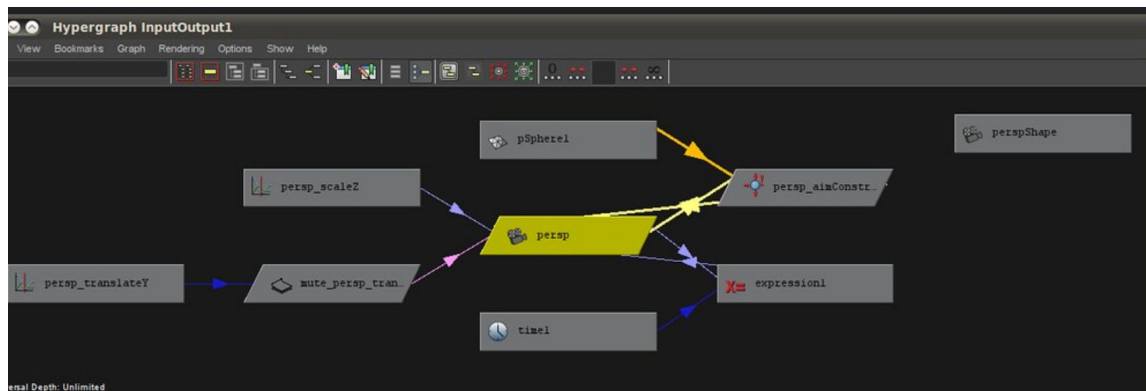 Hypergraph InputOutput1
View Bookmarks Graph Rendering Options Show Help
0
∞
pSphere1
perspShape
persp_scaleZ
persp_aimConstr...
persp
persp_translateY
mute_persp_tran...
X= expression1
time1
ersal Depth: Unlimited